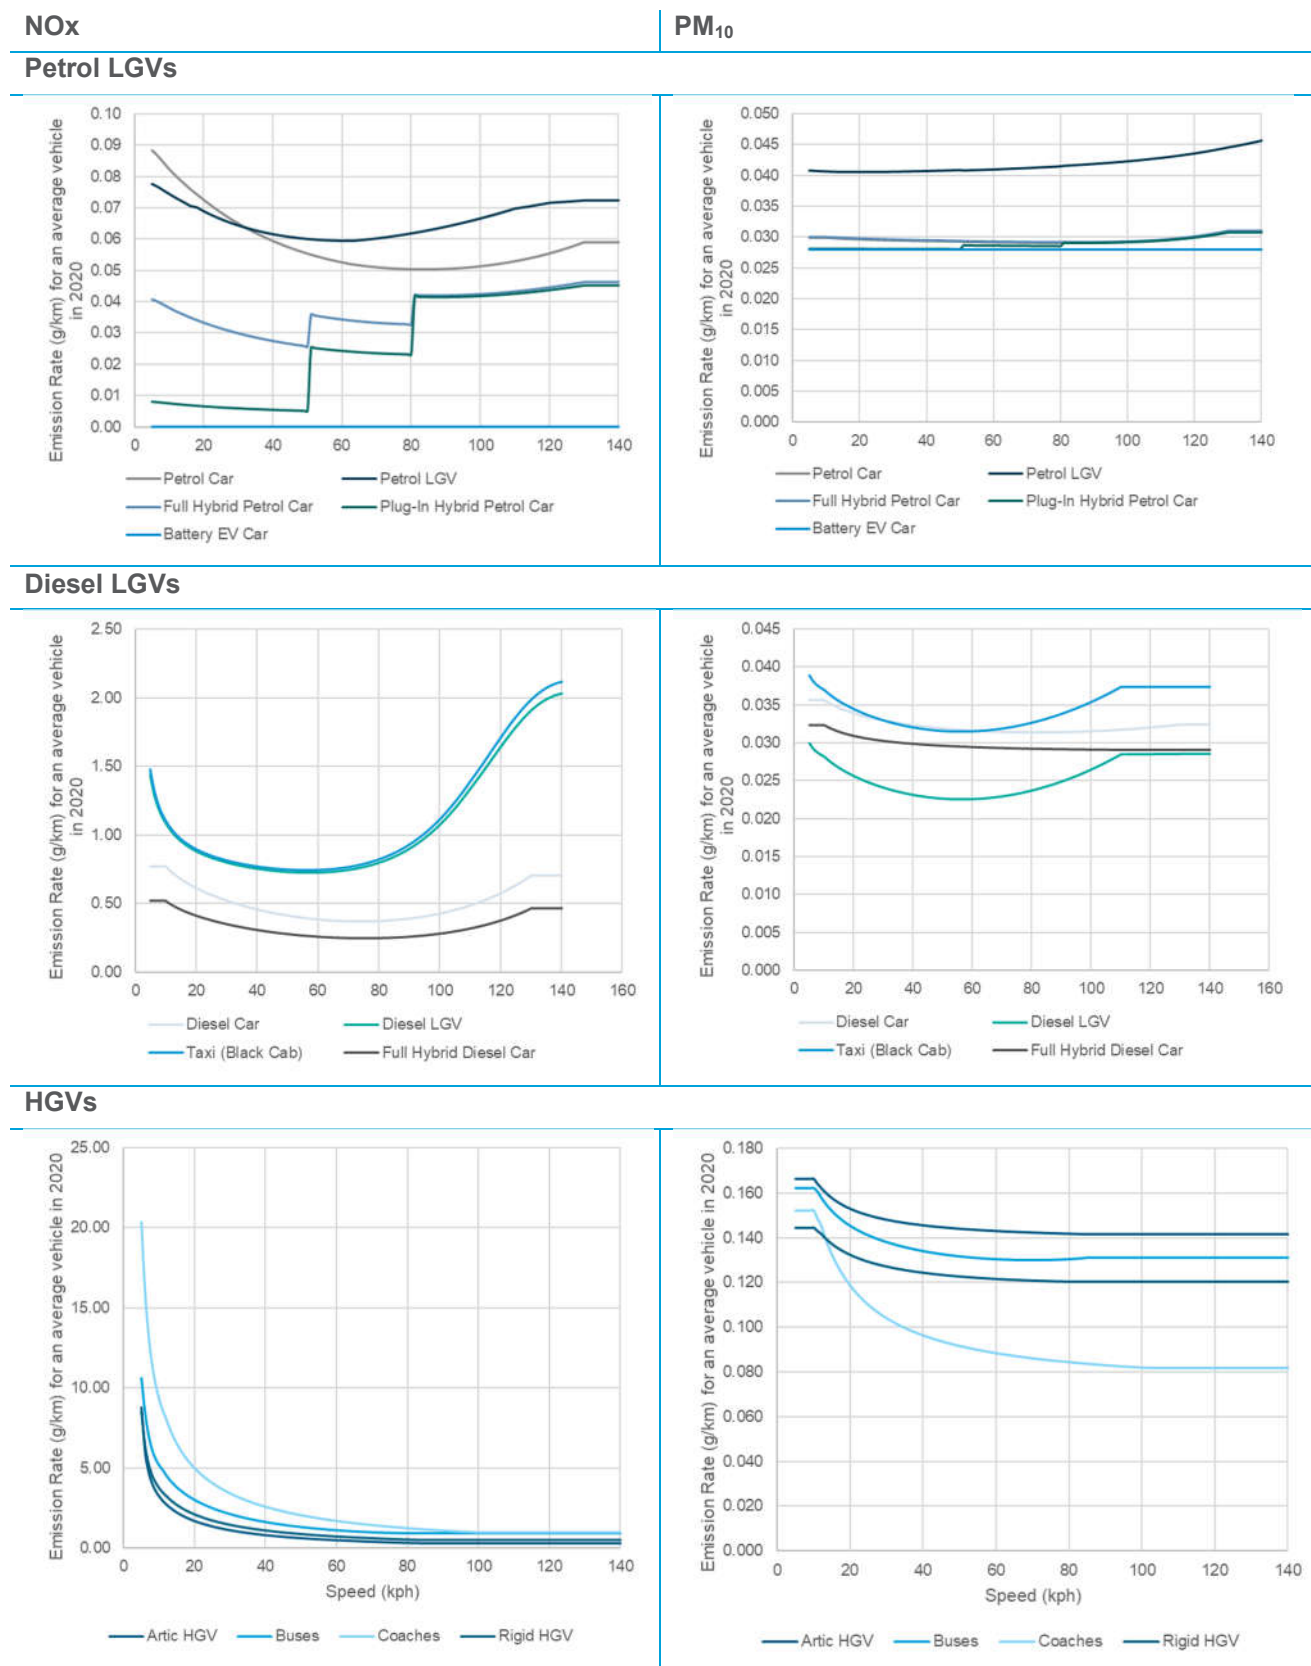 NOx
PM10
Petrol LGVs
Emission Rate (g/km) for an average vehicle
in 2020
0.10
0.09
0.08
0.07
0.06
0.05
0.04
0.03
0.02
0.01
0.00
0 20 40 60 80 100 120 140
Petrol Car Petrol LGV
Full Hybrid Petrol Car Plug-In Hybrid Petrol Car
Battery EV Car
Emission Rate (g/km) for an average vehicle
in 2020
0.050
0.045
0.040
0.035
0.030
0.025
0.020
0.015
0.010
0.005
0.000
0 20 40 60 80 100 120 140
Petrol Car Petrol LGV
Full Hybrid Petrol Car Plug-In Hybrid Petrol Car
Battery EV Car
Diesel LGVs
Emission Rate (g/km) for an average vehicle
in 2020
2.50
2.00
1.50
1.00
0.50
0.00
0 20 40 60 80 100 120 140 160
Diesel Car Diesel LGV
Taxi (Black Cab) Full Hybrid Diesel Car
Emission Rate (g/km) for an average vehicle
in 2020
0.045
0.040
0.035
0.030
0.025
0.020
0.015
0.010
0.005
0.000
0 20 40 60 80 100 120 140 160
Diesel Car Diesel LGV
Taxi (Black Cab) Full Hybrid Diesel Car
HGVs
Emission Rate (g/km) for an average vehicle in 2020
25.00
20.00
15.00
10.00
5.00
0.00
0 20 40 60 80 100 120 140
Speed (kph)
Artic HGV Buses Coaches Rigid HGV
Emission Rate (g/km) for an average vehicle in 2020
0.180
0.160
0.140
0.120
0.100
0.080
0.060
0.040
0.020
0.000
0 20 40 60 80 100 120 140
Speed (kph)
Artic HGV Buses Coaches Rigid HGV